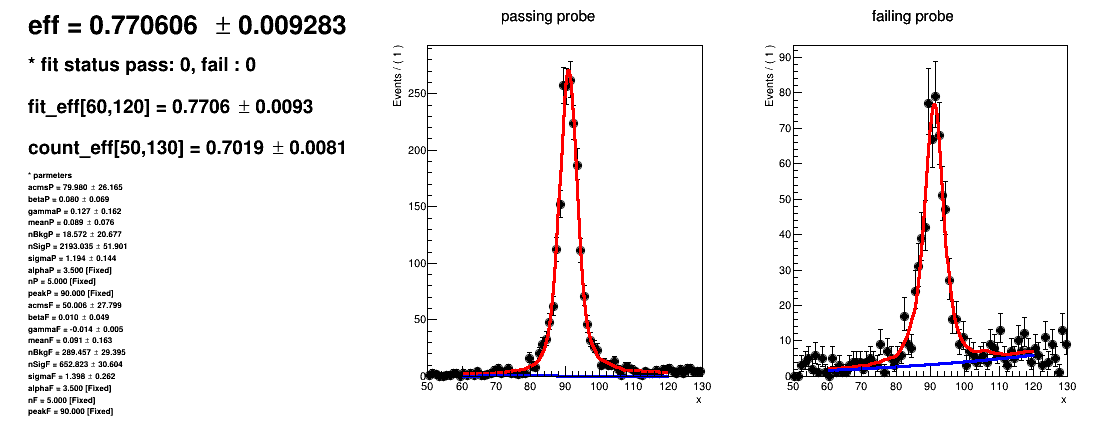 eff = 0.770606 ± 0.009283
* fit status pass: 0, fail : 0
fit_eff[60,120] = 0.7706 ± 0.0093
count_eff[50,130] = 0.7019 ± 0.0081
* parmeters
acmsP = 79.980 ± 26.165
betaP = 0.080 ± 0.069
gammaP = 0.127 ± 0.162
meanP = 0.089 ± 0.076
nBkgP = 18.572 ± 20.677
nSigP = 2193.035 ± 51.901
sigmaP = 1.194 ± 0.144
alphaP = 3.500 [Fixed]
nP = 5.000 [Fixed]
peakP = 90.000 [Fixed]
acmsF = 50.006 ± 27.799
betaF = 0.010 ± 0.049
gammaF = -0.014 ± 0.005
meanF = 0.091 ± 0.163
nBkgF = 289.457 ± 29.395
nSigF = 652.823 ± 30.604
sigmaF = 1.398 ± 0.262
alphaF = 3.500 [Fixed]
nF = 5.000 [Fixed]
peakF = 90.000 [Fixed]
passing probe
Events / ( 1 )
250
200
150
100
50
0
50 60 70 80 90 100 110 120 130
x
failing probe
Events / ( 1 )
90
80
70
60
50
40
30
20
10
0
50 60 70 80 90 100 110 120 130
x